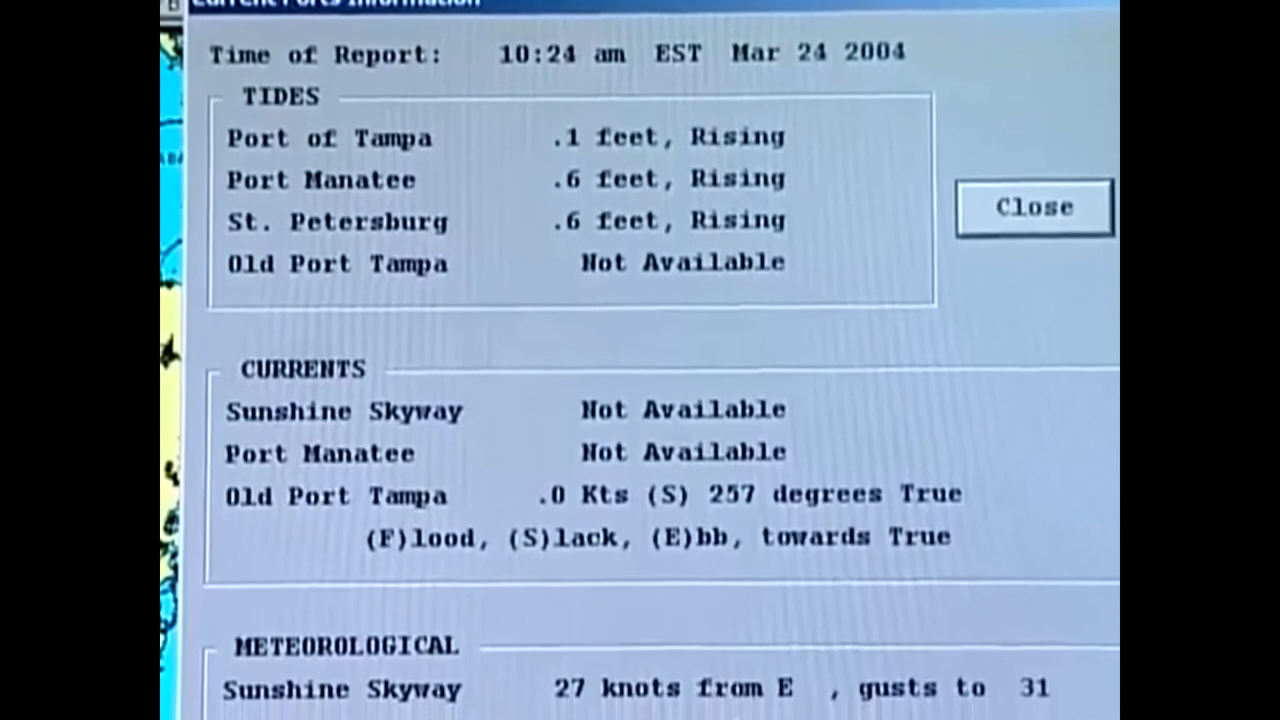 Current Ports Information
Time of Report: 10:24 am EST Mar 24 2004
TIDES
Port of Tampa .1 feet, Rising
Port Manatee .6 feet, Rising
St. Petersburg .6 feet, Rising
Old Port Tampa Not Available
Close
CURRENTS
Sunshine Skyway Not Available
Port Manatee Not Available
Old Port Tampa .0 Kts (S) 257 degrees True
(F)lood, (S)lack, (E)bb, towards True
METEOROLOGICAL
Sunshine Skyway 27 knots from E , gusts to 31